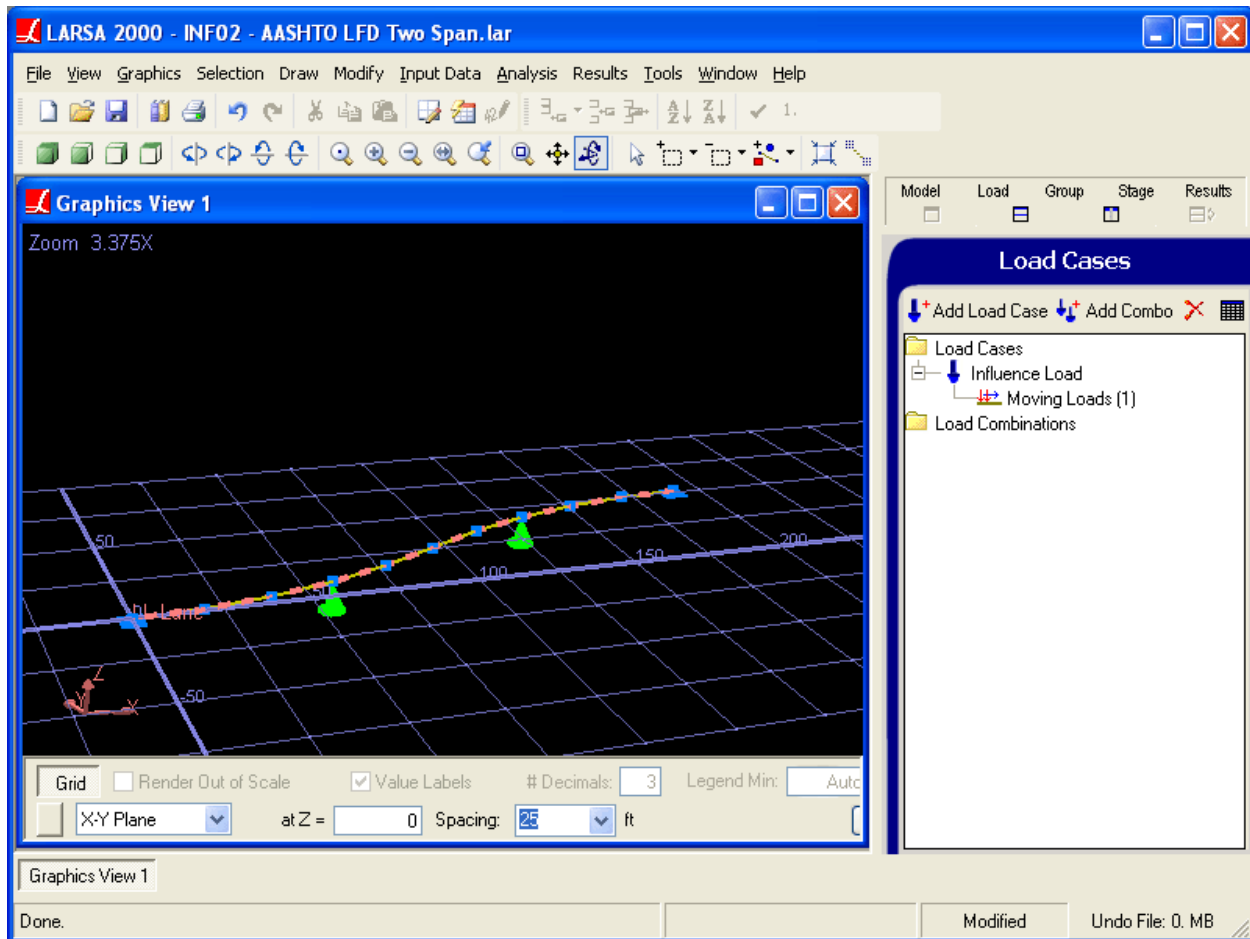 LARSA 2000 - INF02 - AASHTO LFD Two Span.lar
File View Graphics Selection Draw Modify Input Data Analysis Results Tools Window Help
1.
Graphics View 1
Zoom 3.375X
50
50
100
150
200
-50
Z
Y
X
Grid Render Out of Scale Value Labels # Decimals: 3 Legend Min: Auto
X-Y Plane at Z = 0 Spacing: 25 ft
Model Load Group Stage Results
Load Cases
Add Load Case Add Combo
Load Cases
Influence Load
Moving Loads (1)
Load Combinations
Graphics View 1
Done. Modified Undo File: 0. MB